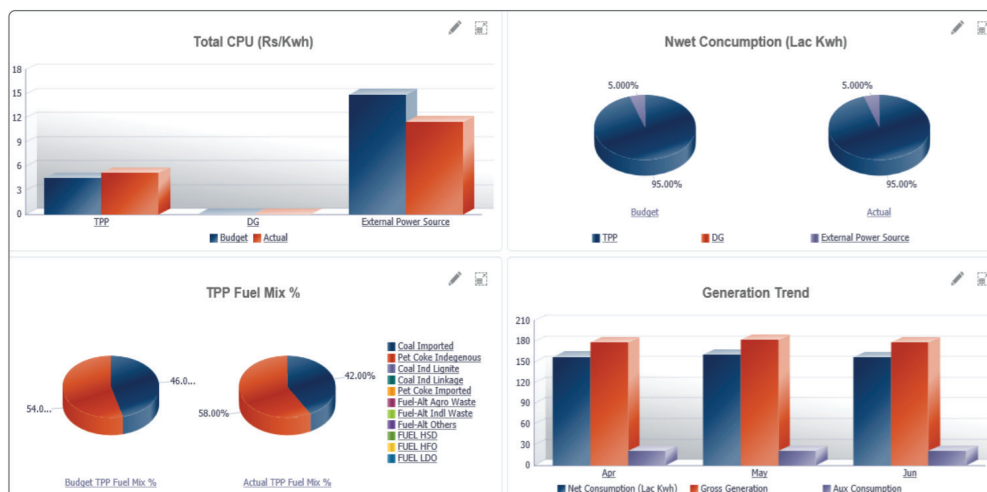 Total CPU (Rs/Kwh)
18
15
12
9
6
3
0
TPP
DG
External Power Source
Budget
Actual
Nwet Concumption (Lac Kwh)
5.000%
95.00%
Budget
5.000%
95.00%
Actual
TPP
DG
External Power Source
TPP Fuel Mix %
46.0...
54.0...
Budget TPP Fuel Mix %
42.00%
58.00%
Actual TPP Fuel Mix %
Coal Imported
Pet Coke Indegenous
Coal Ind Lignite
Coal Ind Linkage
Pet Coke Imported
Fuel-Alt Agro Waste
Fuel-Alt Indl Waste
Fuel-Alt Others
FUEL HSD
FUEL HFO
FUEL LDO
Generation Trend
210
180
150
120
90
60
30
0
Apr
May
Jun
Net Consumption (Lac Kwh)
Gross Generation
Aux Consumption